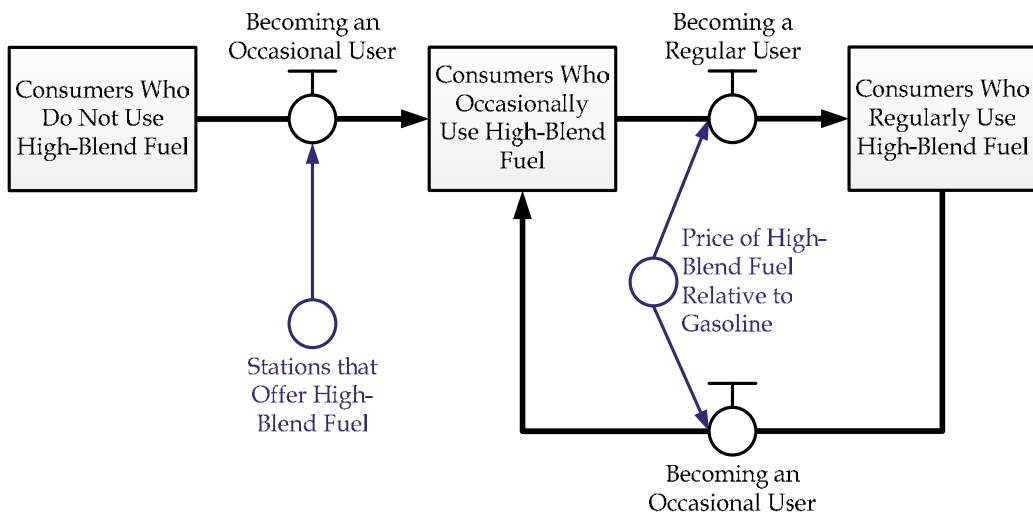 Becoming an
Occasional User
Becoming a
Regular User
Consumers Who
Do Not Use
High-Blend Fuel
Consumers Who
Occasionally
Use High-Blend
Fuel
Consumers Who
Regularly Use
High-Blend Fuel
Price of High-
Blend Fuel
Relative to
Gasoline
Stations that
Offer High-
Blend Fuel
Becoming an
Occasional User